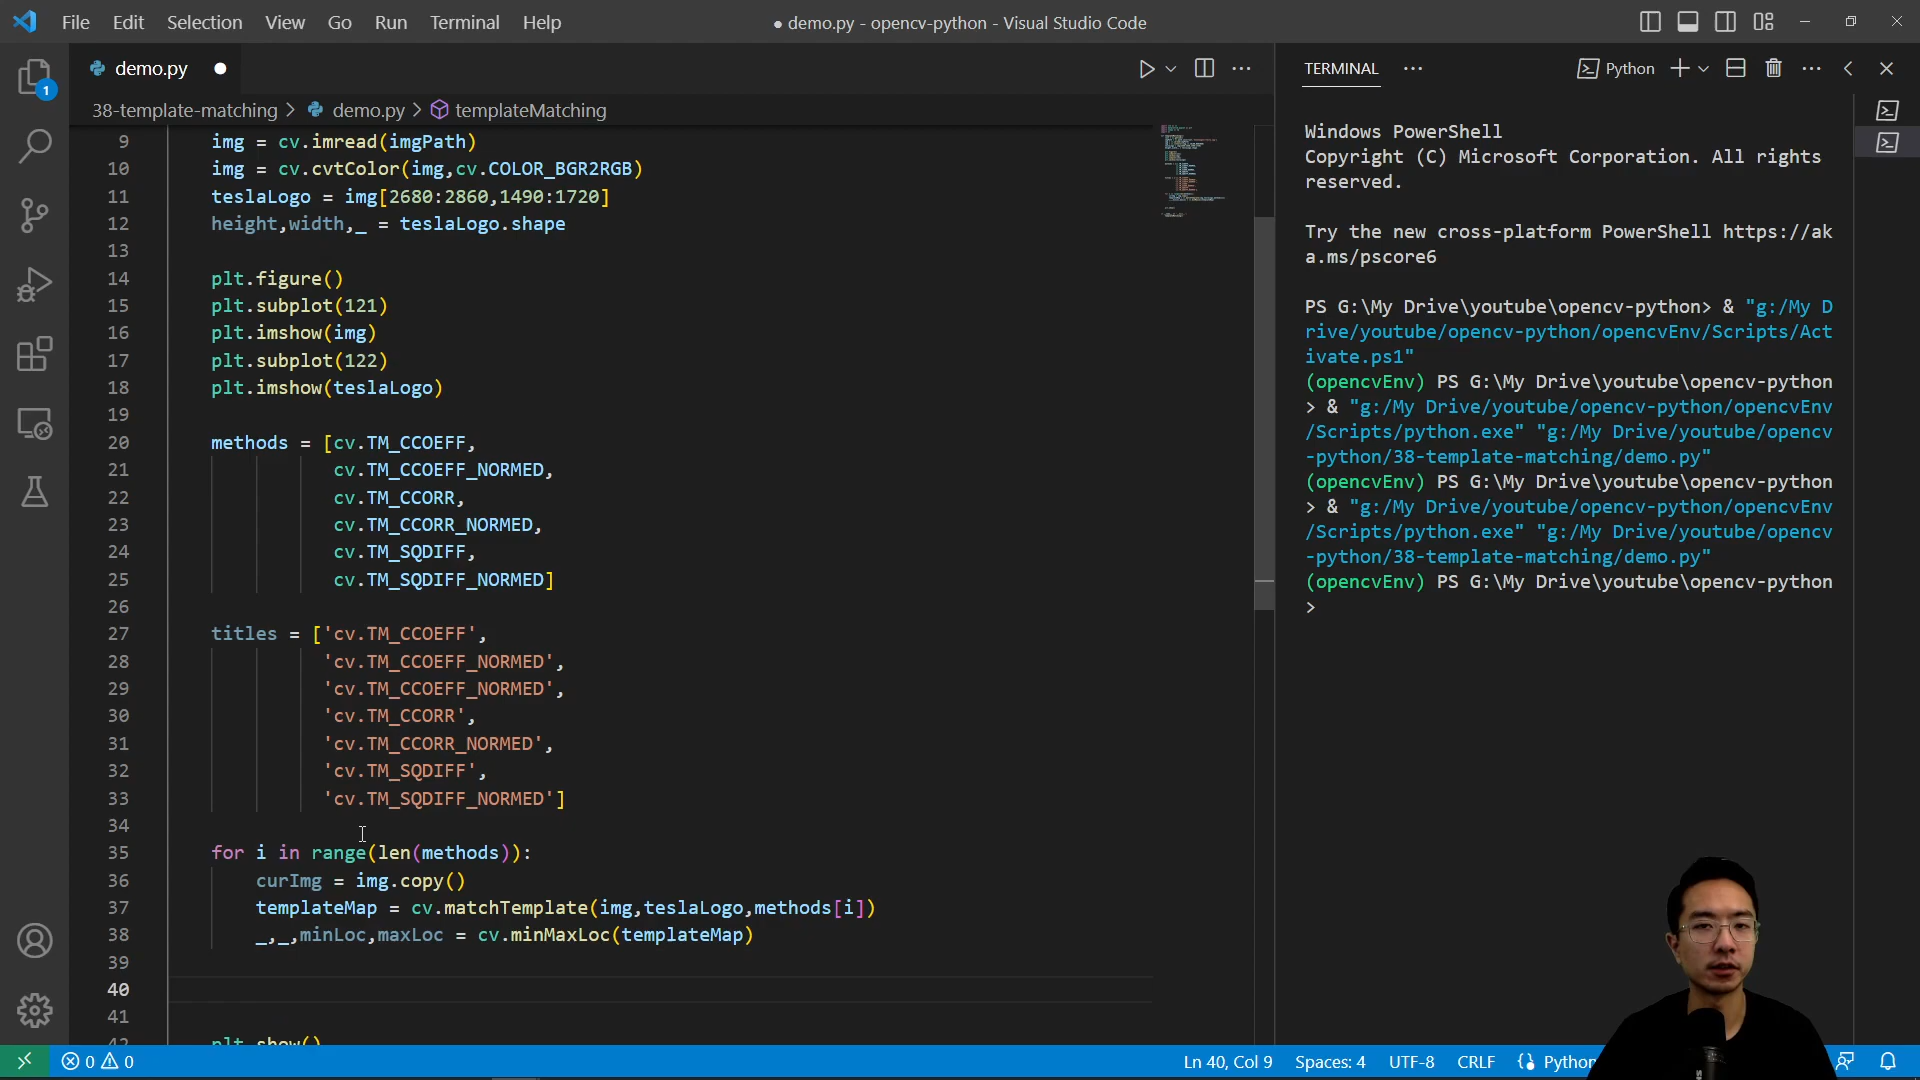 File Edit Selection View Go Run Terminal Help
● demo.py - opencv-python - Visual Studio Code
demo.py
38-template-matching > demo.py > templateMatching
9 img = cv.imread(imgPath)
10 img = cv.cvtColor(img,cv.COLOR_BGR2RGB)
11 teslaLogo = img[2680:2860,1490:1720]
12 height,width,_ = teslaLogo.shape
13
14 plt.figure()
15 plt.subplot(121)
16 plt.imshow(img)
17 plt.subplot(122)
18 plt.imshow(teslaLogo)
19
20 methods = [cv.TM_CCOEFF,
21 cv.TM_CCOEFF_NORMED,
22 cv.TM_CCORR,
23 cv.TM_CCORR_NORMED,
24 cv.TM_SQDIFF,
25 cv.TM_SQDIFF_NORMED]
26
27 titles = ['cv.TM_CCOEFF',
28 'cv.TM_CCOEFF_NORMED',
29 'cv.TM_CCOEFF_NORMED',
30 'cv.TM_CCORR',
31 'cv.TM_CCORR_NORMED',
32 'cv.TM_SQDIFF',
33 'cv.TM_SQDIFF_NORMED']
34
35 for i in range(len(methods)):
36 curImg = img.copy()
37 templateMap = cv.matchTemplate(img,teslaLogo,methods[i])
38 _,_,minLoc,maxLoc = cv.minMaxLoc(templateMap)
39
40
41
42 plt.show()
TERMINAL
Python
Windows PowerShell
Copyright (C) Microsoft Corporation. All rights
reserved.
Try the new cross-platform PowerShell https://ak
a.ms/pscore6
PS G:\My Drive\youtube\opencv-python> & "g:/My D
rive/youtube/opencv-python/opencvEnv/Scripts/Act
ivate.ps1"
(opencvEnv) PS G:\My Drive\youtube\opencv-python
> & "g:/My Drive/youtube/opencv-python/opencvEnv
/Scripts/python.exe" "g:/My Drive/youtube/opencv
-python/38-template-matching/demo.py"
(opencvEnv) PS G:\My Drive\youtube\opencv-python
> & "g:/My Drive/youtube/opencv-python/opencvEnv
/Scripts/python.exe" "g:/My Drive/youtube/opencv
-python/38-template-matching/demo.py"
(opencvEnv) PS G:\My Drive\youtube\opencv-python
>
1
0 0
Ln 40, Col 9 Spaces: 4 UTF-8 CRLF Python